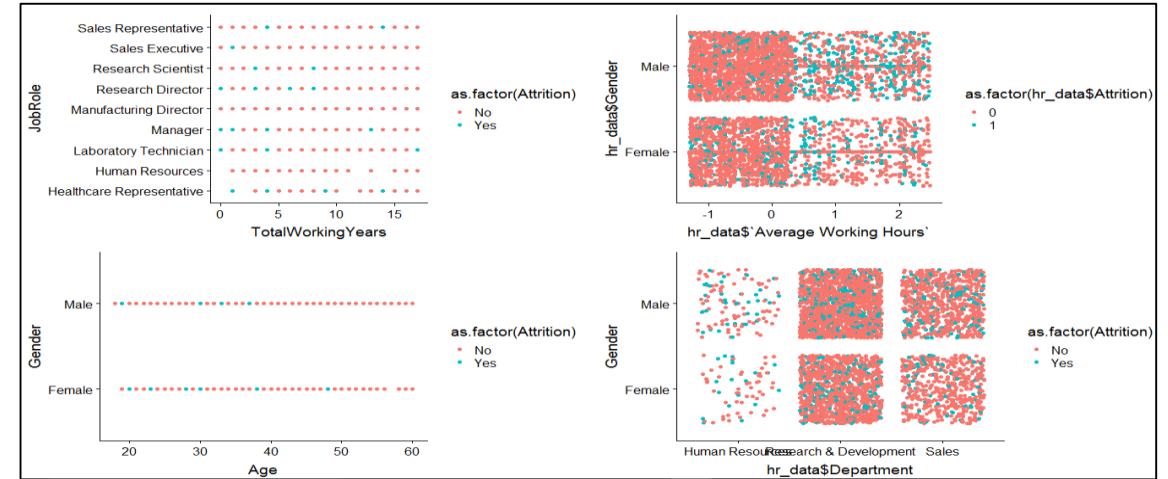 JobRole
Sales Representative
Sales Executive
Research Scientist
Research Director
Manufacturing Director
Manager
Laboratory Technician
Human Resources
Healthcare Representative
0 5 10 15
TotalWorkingYears
as.factor(Attrition)
No
Yes
hr_data$Gender
Male
Female
-1 0 1 2
hr_data$`Average Working Hours`
as.factor(hr_data$Attrition)
0
1
Gender
Male
Female
20 30 40 50 60
Age
as.factor(Attrition)
No
Yes
Gender
Male
Female
Human Resources Research & Development Sales
hr_data$Department
as.factor(Attrition)
No
Yes